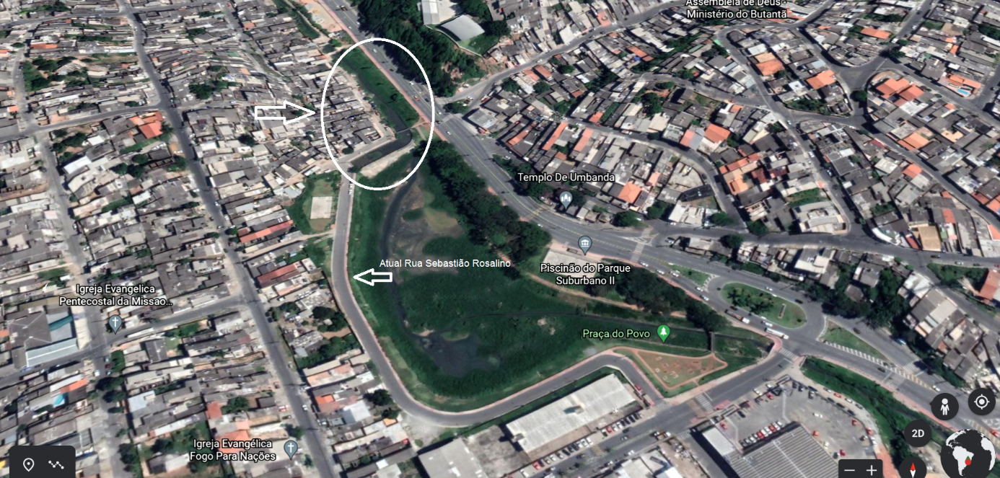 Assembleia de Deus-
Ministério do Butantã
Templo De Umbanda
Atual Rua Sebastião Rosalino
Piscinão do Parque
Suburbano II
Igreja Evangelica
Pentecostal da Missao...
Praça do Povo
Igreja Evangélica
Fogo Para Nações
2D